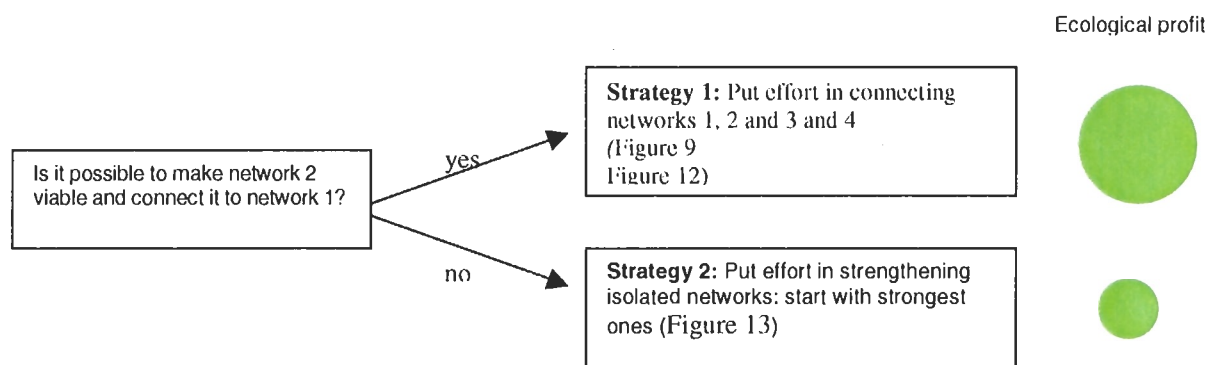 Ecological profit
Is it possible to make network 2
viable and connect it to network 1?
yes
no
Strategy 1: Put effort in connecting
networks 1, 2 and 3 and 4
(Figure 9
Figure 12)
Strategy 2: Put effort in strengthening
isolated networks: start with strongest
ones (Figure 13)